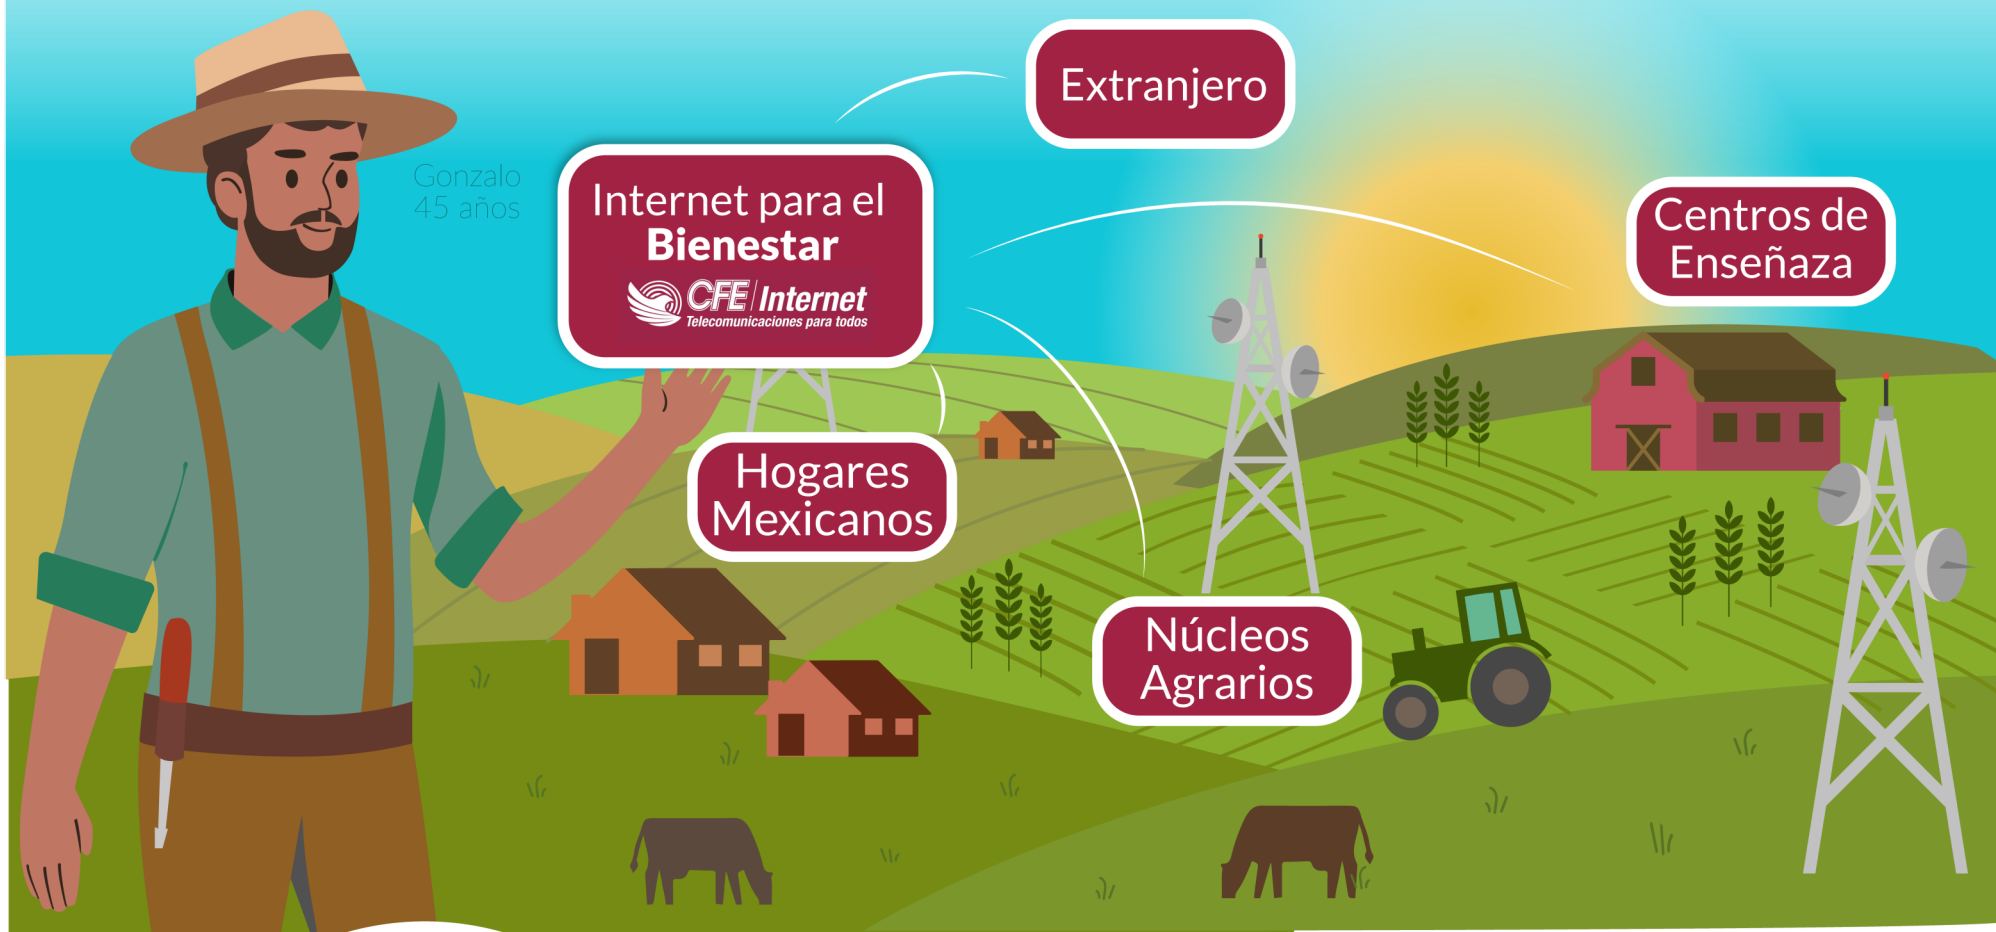 Extranjero
Gonzalo
45 años
Internet para el
Bienestar
CFE Internet
Telecomunicaciones para todos
Centros de
Enseñaza
Hogares
Mexicanos
Núcleos
Agrarios